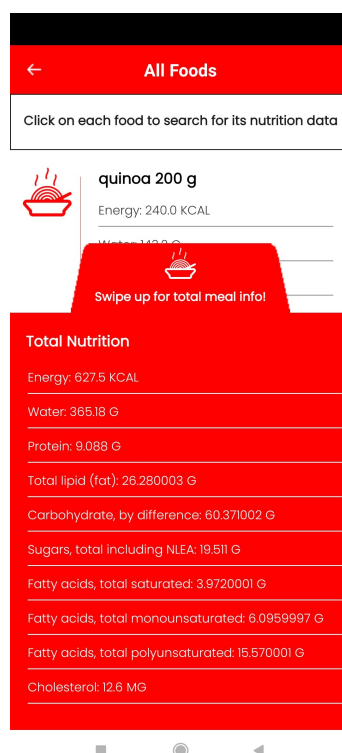 All Foods
Click on each food to search for its nutrition data
quinoa 200 g
Energy: 240.0 KCAL
Swipe up for total meal info!
Total Nutrition
Energy: 627.5 KCAL
Water: 365.18 G
Protein: 9.088 G
Total lipid (fat): 26.280003 G
Carbohydrate, by difference: 60.371002 G
Sugars, total including NLEA: 19.511 G
Fatty acids, total saturated: 3.9720001 G
Fatty acids, total monounsaturated: 6.0959997 G
Fatty acids, total polyunsaturated: 15.570001 G
Cholesterol: 12.6 MG